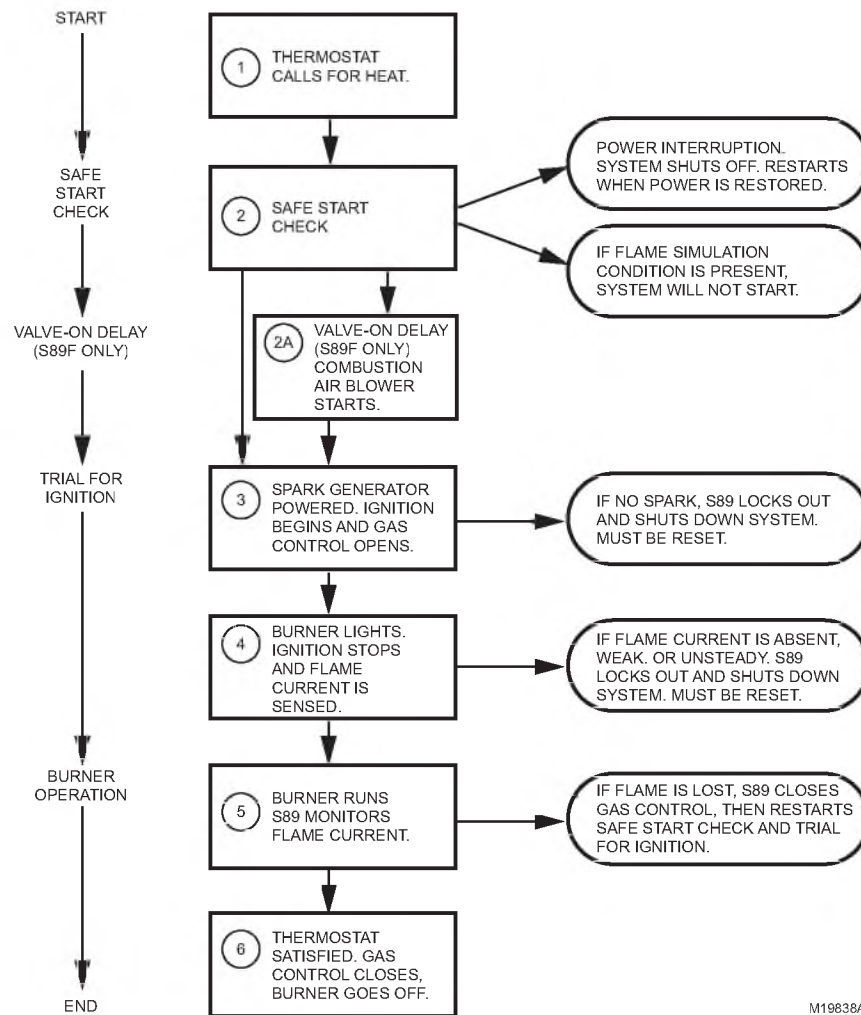 START
SAFE
START
CHECK
VALVE-ON DELAY
(S89F ONLY)
TRIAL FOR
IGNITION
BURNER
OPERATION
END
1
THERMOSTAT
CALLS FOR HEAT.
2
SAFE START
CHECK
POWER INTERRUPTION.
SYSTEM SHUTS OFF. RESTARTS
WHEN POWER IS RESTORED.
IF FLAME SIMULATION
CONDITION IS PRESENT,
SYSTEM WILL NOT START.
2A
VALVE-ON DELAY
(S89F ONLY)
COMBUSTION
AIR BLOWER
STARTS.
3
SPARK GENERATOR
POWERED. IGNITION
BEGINS AND GAS
CONTROL OPENS.
IF NO SPARK, S89 LOCKS OUT
AND SHUTS DOWN SYSTEM.
MUST BE RESET.
4
BURNER LIGHTS.
IGNITION STOPS
AND FLAME
CURRENT IS
SENSED.
IF FLAME CURRENT IS ABSENT,
WEAK. OR UNSTEADY. S89
LOCKS OUT AND SHUTS DOWN
SYSTEM. MUST BE RESET.
5
BURNER RUNS
S89 MONITORS
FLAME CURRENT.
IF FLAME IS LOST, S89 CLOSES
GAS CONTROL, THEN RESTARTS
SAFE START CHECK AND TRIAL
FOR IGNITION.
6
THERMOSTAT
SATISFIED. GAS
CONTROL CLOSES,
BURNER GOES OFF.
M19838A